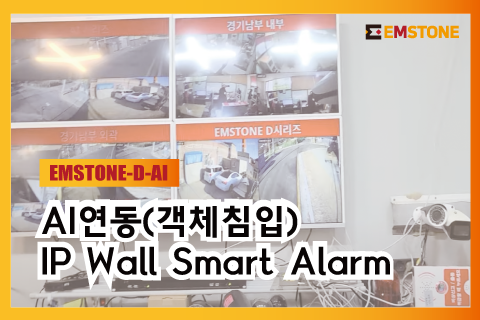 EMSTONE
경기남부 내부
경기남부 외곽
EMSTONE D시리즈
EMSTONE-D-AI
AI연동(객체침입)
IP Wall Smart Alarm